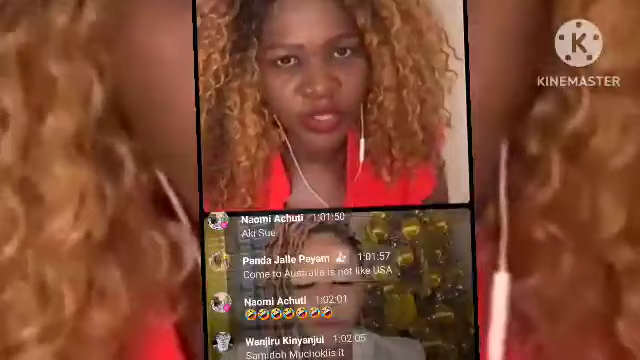 K
KINEMASTER
Naomi Achuti 1:01:50
Aki Sue
Panda Jalle Payam 1:01:57
Come to Australia is not like USA
Naomi Achuti 1:02:01
🤣🤣🤣🤣🤣🤣🤣
Wanjiru Kinyanjui 1:02:05
Samidoh Muchokiis it